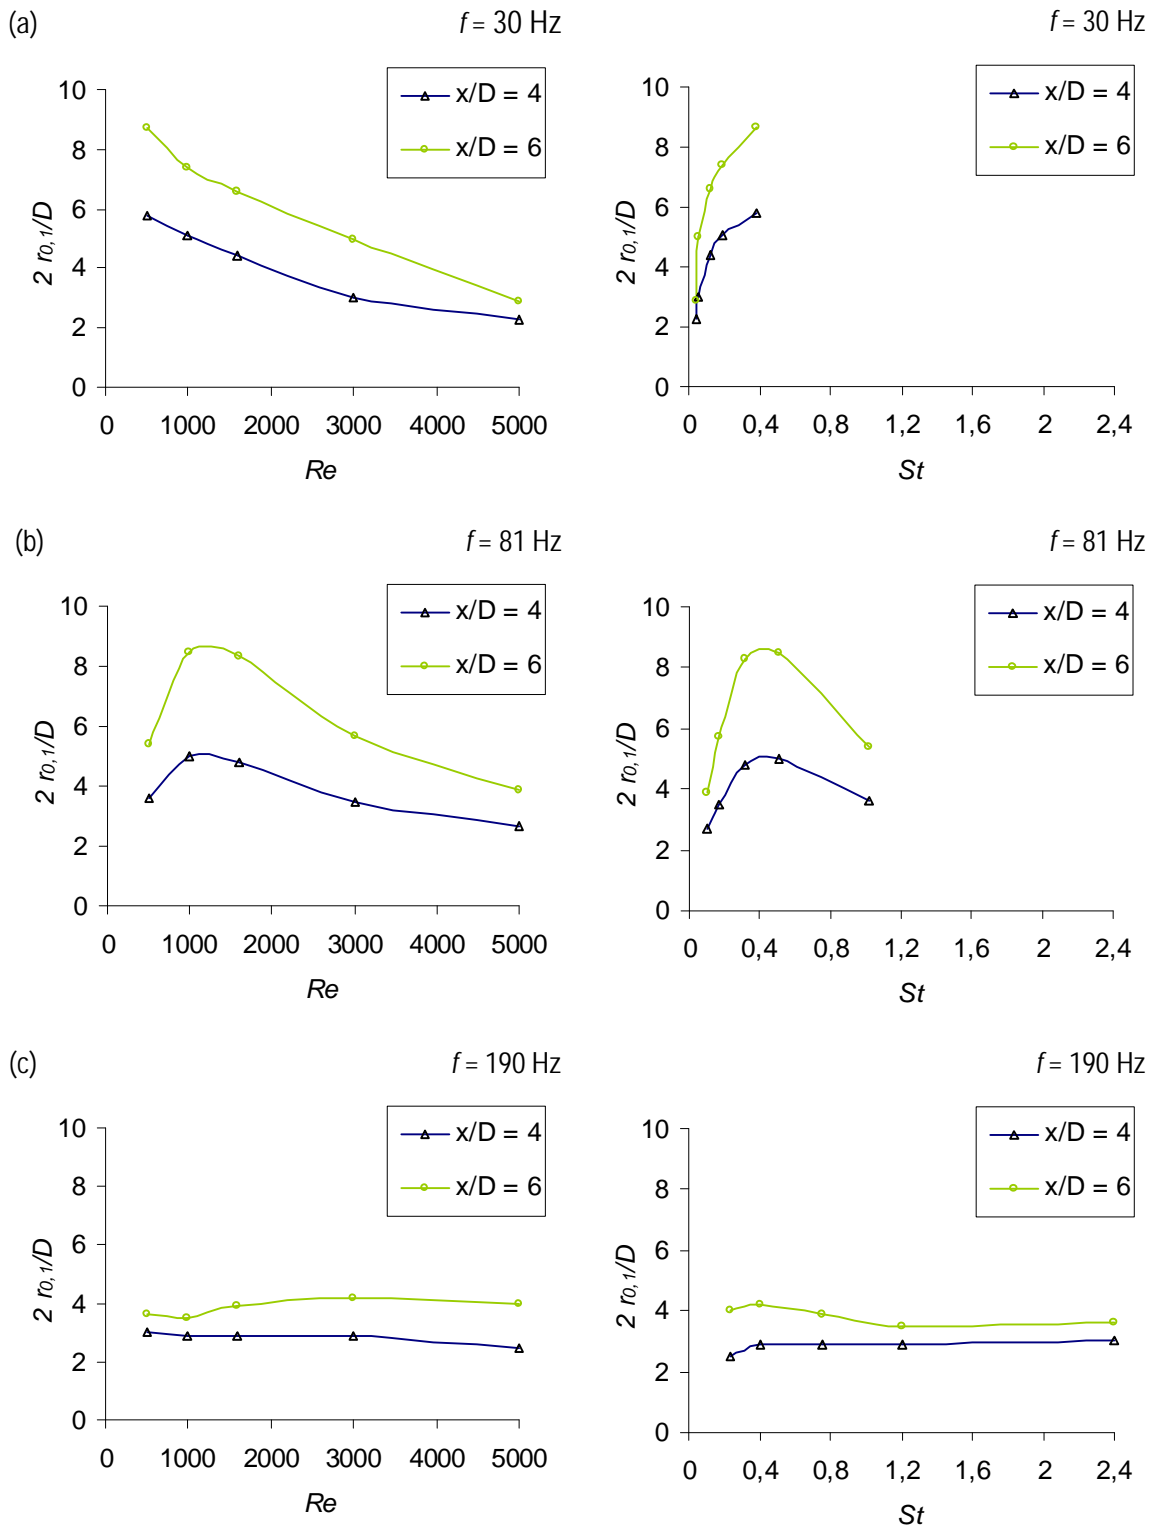 (a)
f = 30 Hz
f = 30 Hz
x/D = 4
x/D = 6
10
8
6
4
2
0
2 r0,1/D
0 1000 2000 3000 4000 5000
Re
x/D = 4
x/D = 6
10
8
6
4
2
0
2 r0,1/D
0 0,4 0,8 1,2 1,6 2 2,4
St
(b)
f = 81 Hz
f = 81 Hz
x/D = 4
x/D = 6
10
8
6
4
2
0
2 r0,1/D
0 1000 2000 3000 4000 5000
Re
x/D = 4
x/D = 6
10
8
6
4
2
0
2 r0,1/D
0 0,4 0,8 1,2 1,6 2 2,4
St
(c)
f = 190 Hz
f = 190 Hz
x/D = 4
x/D = 6
10
8
6
4
2
0
2 r0,1/D
0 1000 2000 3000 4000 5000
Re
x/D = 4
x/D = 6
10
8
6
4
2
0
2 r0,1/D
0 0,4 0,8 1,2 1,6 2 2,4
St